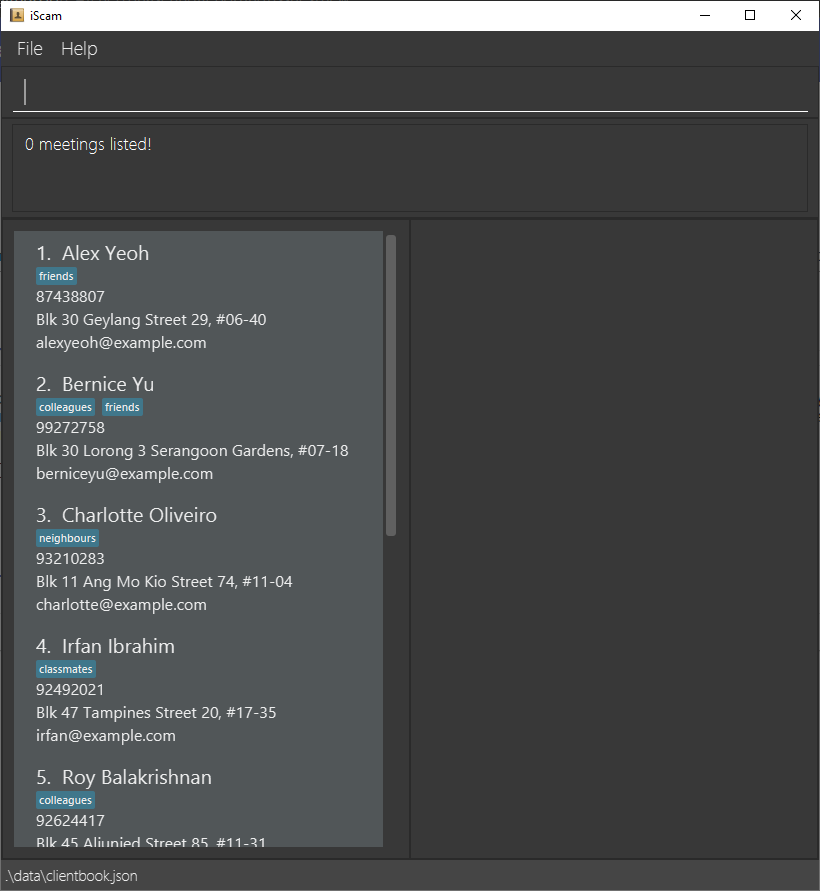 iScam
File Help
0 meetings listed!
1. Alex Yeoh
friends
87438807
Blk 30 Geylang Street 29, #06-40
alexyeoh@example.com
2. Bernice Yu
colleagues friends
99272758
Blk 30 Lorong 3 Serangoon Gardens, #07-18
berniceyu@example.com
3. Charlotte Oliveiro
neighbours
93210283
Blk 11 Ang Mo Kio Street 74, #11-04
charlotte@example.com
4. Irfan Ibrahim
classmates
92492021
Blk 47 Tampines Street 20, #17-35
irfan@example.com
5. Roy Balakrishnan
colleagues
92624417
Blk 45 Aljunied Street 85, #11-31
.\data\clientbook.json